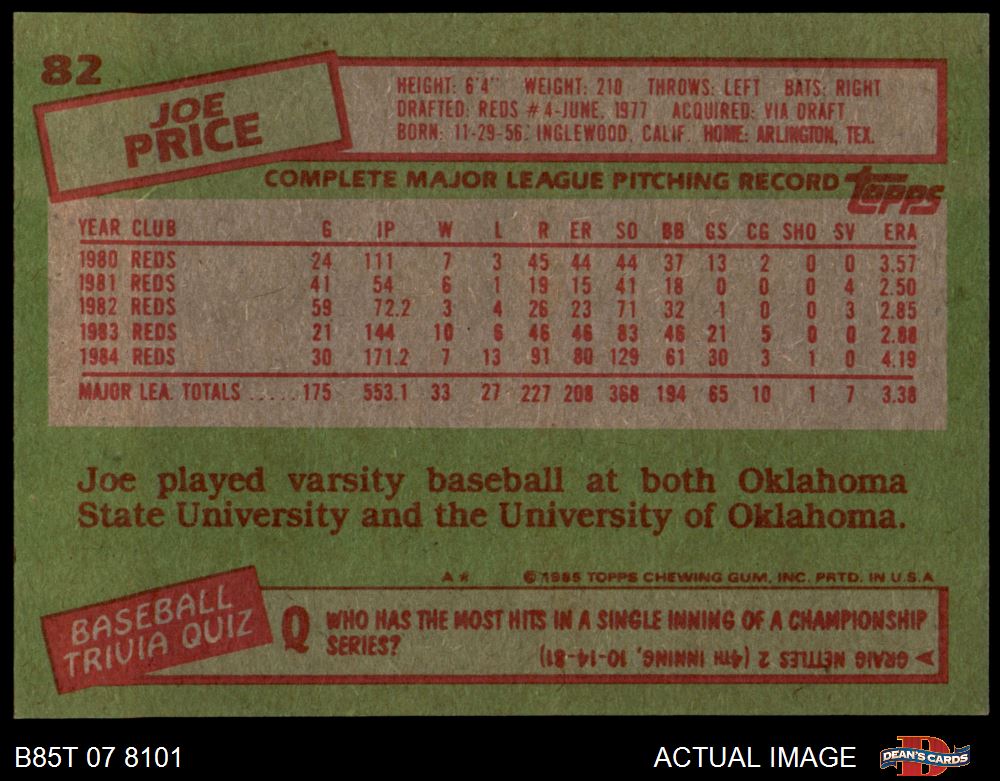 82
JOE
PRICE
HEIGHT: 6'4" WEIGHT: 210 THROWS: LEFT BATS: RIGHT
DRAFTED: REDS #4-JUNE, 1977 ACQUIRED: VIA DRAFT
BORN: 11-29-56: INGLEWOOD, CALIF. HOME: ARLINGTON, TEX.
COMPLETE MAJOR LEAGUE PITCHING RECORD topps
YEAR CLUB G IP W L R ER SO BB GS CG SHO SV ERA
1980 REDS 24 111 7 3 45 44 44 37 13 2 0 0 3.57
1981 REDS 41 54 6 1 19 15 41 18 0 0 0 4 2.50
1982 REDS 59 72.2 3 4 26 23 71 32 1 0 0 3 2.85
1983 REDS 21 144 10 6 46 46 83 46 21 5 0 0 2.88
1984 REDS 30 171.2 7 13 91 80 129 61 30 3 1 0 4.19
MAJOR LEA. TOTALS ..... 175 553.1 33 27 227 208 368 194 65 10 1 7 3.38
Joe played varsity baseball at both Oklahoma
State University and the University of Oklahoma.
A* © 1985 TOPPS CHEWING GUM, INC. PRTD. IN U.S.A.
BASEBALL
TRIVIA QUIZ
Q WHO HAS THE MOST HITS IN A SINGLE INNING OF A CHAMPIONSHIP
SERIES?
A GRAIG NETTLES 2 (4TH INNING, 10-14-81)
B85T 07 8101
ACTUAL IMAGE
DEAN'S CARDS